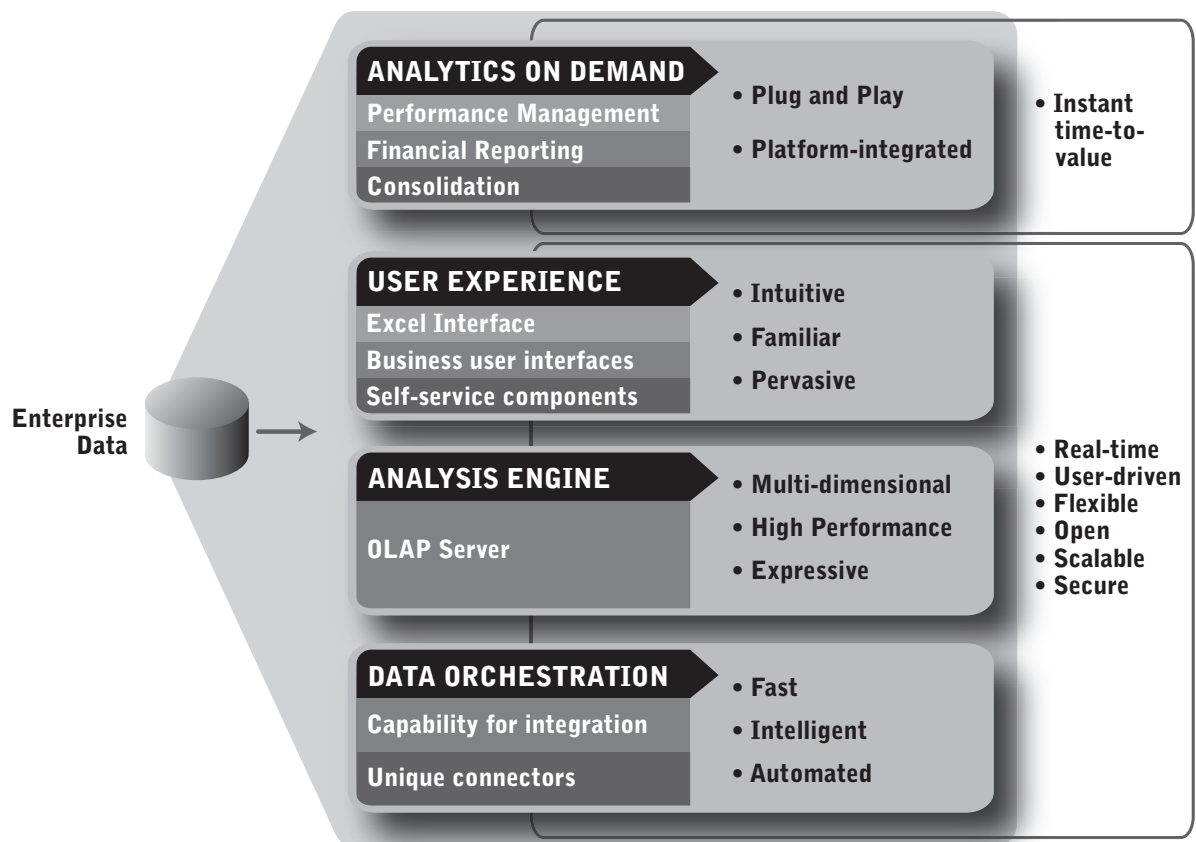 Enterprise
Data
ANALYTICS ON DEMAND
Performance Management
Financial Reporting
Consolidation
• Plug and Play
• Platform-integrated
• Instant
time-to-
value
USER EXPERIENCE
Excel Interface
Business user interfaces
Self-service components
• Intuitive
• Familiar
• Pervasive
ANALYSIS ENGINE
OLAP Server
• Multi-dimensional
• High Performance
• Expressive
DATA ORCHESTRATION
Capability for integration
Unique connectors
• Fast
• Intelligent
• Automated
• Real-time
• User-driven
• Flexible
• Open
• Scalable
• Secure